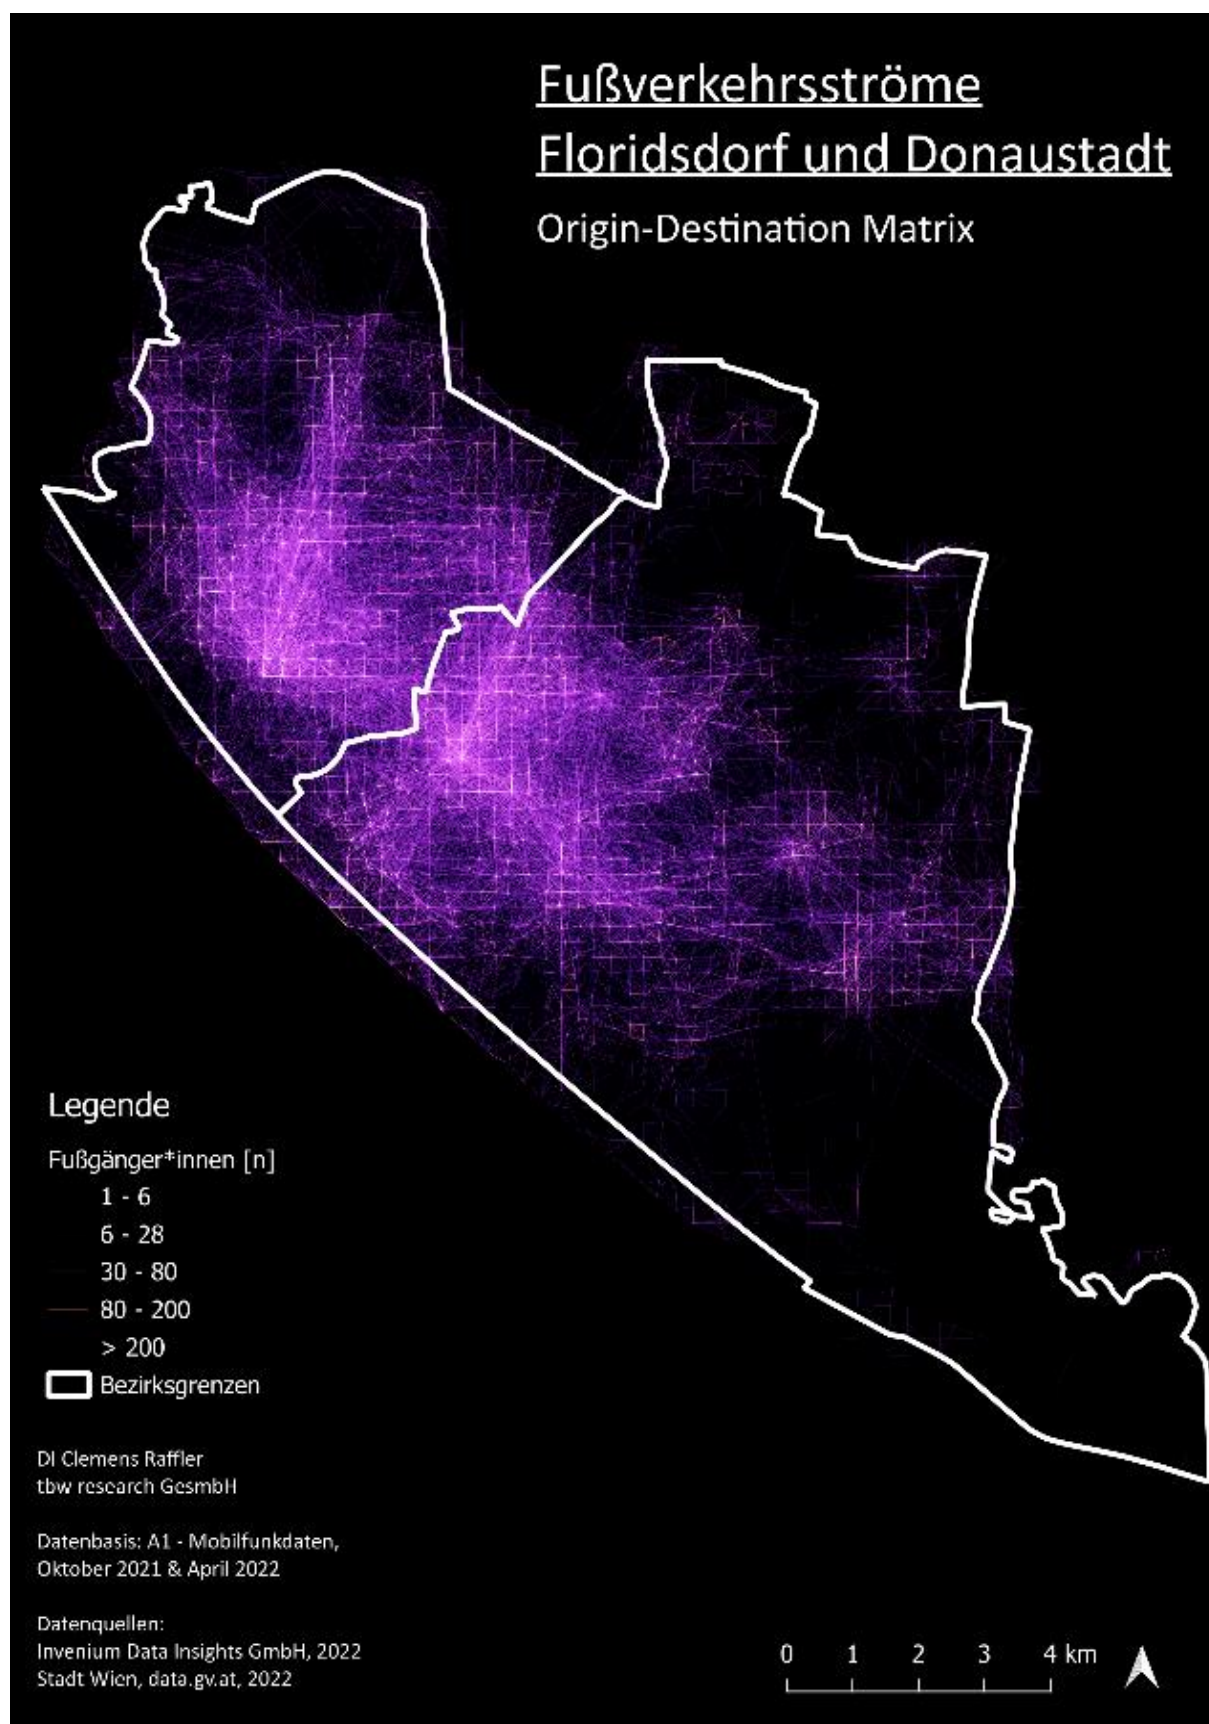 Fußverkehrsströme
Floridsdorf und Donaustadt
Origin-Destination Matrix
Legende
Fußgänger*innen [n]
1 - 6
6 - 28
30 - 80
80 - 200
> 200
Bezirksgrenzen
DI Clemens Raffler
tbw research GesmbH
Datenbasis: A1 - Mobilfunkdaten,
Oktober 2021 & April 2022
Datenquellen:
Invenium Data Insights GmbH, 2022
Stadt Wien, data.gv.at, 2022
0 1 2 3 4 km